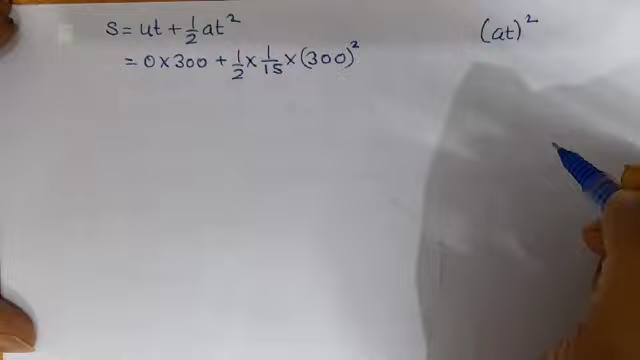 S = ut + 1/2 at²
= 0 × 300 + 1/2 × 1/15 × (300)²
(at)²